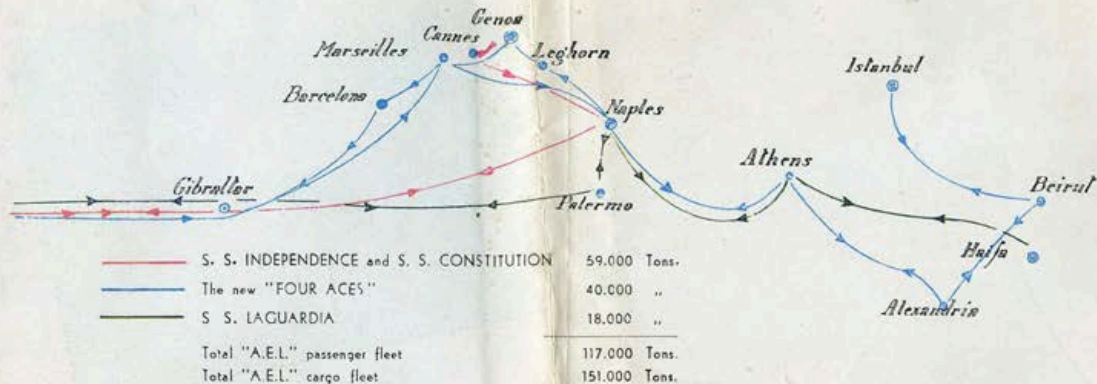 Genoa
Cannes
Marseilles
Leghorn
Istanbul
Barcelona
Naples
Athens
Gibraltar
Palermo
Beirut
Haifa
Alexandria
S. S. INDEPENDENCE and S. S. CONSTITUTION 59.000 Tons.
The new "FOUR ACES" 40.000 „
S S. LAGUARDIA 18.000 „
Total "A.E.L." passenger fleet 117.000 Tons.
Total "A.E.L." cargo fleet 151.000 Tons.